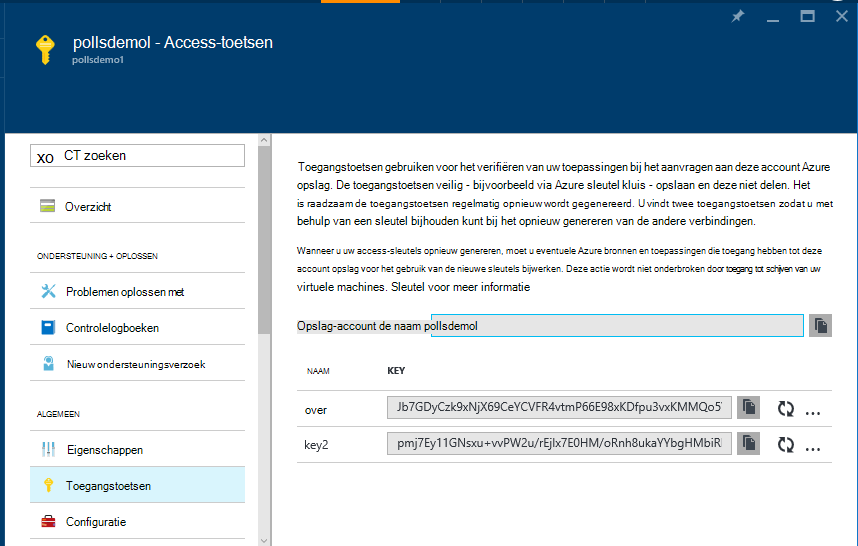 pollsdemol - Access-toetsen
pollsdemo1
XO CT zoeken
Overzicht
ONDERSTEUNING + OPLOSSEN
Problemen oplossen met
Controlelogboeken
Nieuw ondersteuningsverzoek
ALGEMEEN
Eigenschappen
Toegangstoetsen
Configuratie
Toegangstoetsen gebruiken voor het verifiëren van uw toepassingen bij het aanvragen aan deze account Azure
opslag. De toegangstoetsen veilig - bijvoorbeeld via Azure sleutel kluis - opslaan en deze niet delen. Het
is raadzaam de toegangstoetsen regelmatig opnieuw wordt gegenereerd. U vindt twee toegangstoetsen zodat u met
behulp van een sleutel bijhouden kunt bij het opnieuw genereren van de andere verbindingen.
Wanneer u uw access-sleutels opnieuw genereren, moet u eventuele Azure bronnen en toepassingen die toegang hebben tot deze
account opslag voor het gebruik van de nieuwe sleutels bijwerken. Deze actie wordt niet onderbroken door toegang tot schijven van uw
virtuele machines. Sleutel voor meer informatie
Opslag-account de naam pollsdemol
NAAM KEY
over Jb7GDyCzk9xNjX69CeYCVFR4vtmP66E98xKDfpu3vxKMMQo5
key2 pmj7Ey11GNsxu+vvPW2u/rEjIx7E0HM/oRnh8ukaYYbgHMbiR